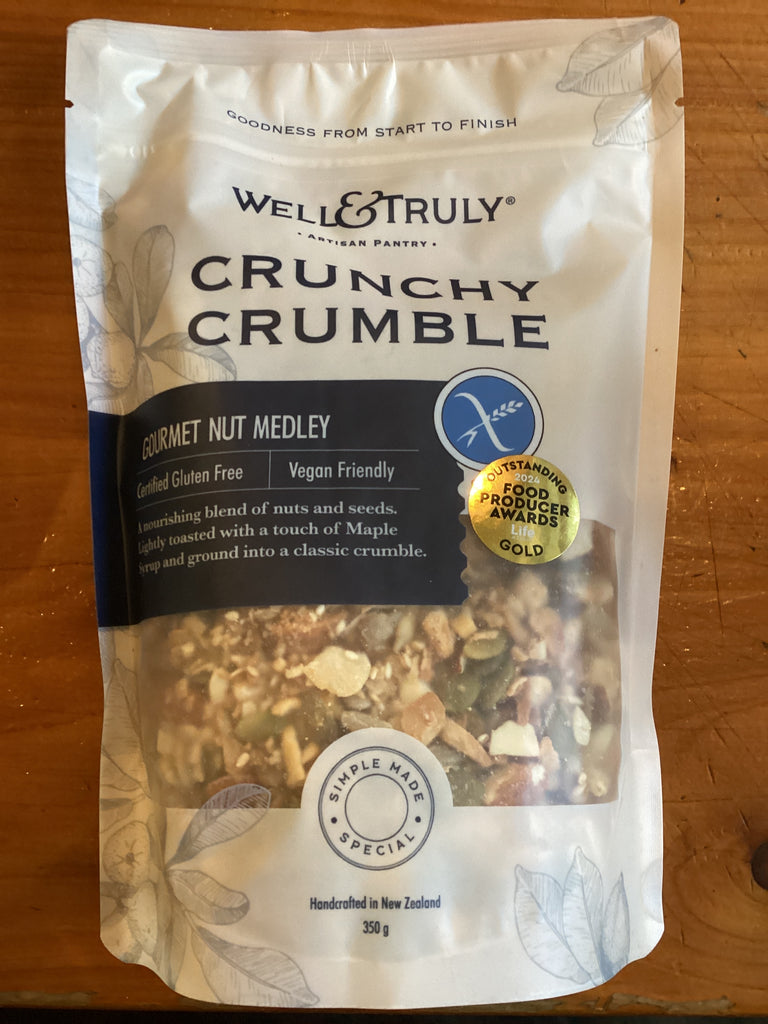 GOODNESS FROM START TO FINISH
WELL&TRULY®
• ARTISAN PANTRY •
CRUNCHY
CRUMBLE
GOURMET NUT MEDLEY
Certified Gluten Free
Vegan Friendly
A nourishing blend of nuts and seeds.
Lightly toasted with a touch of Maple
Syrup and ground into a classic crumble.
OUTSTANDING
2024
FOOD
PRODUCER
AWARDS
Life
GOLD
SIMPLE MADE
• SPECIAL •
Handcrafted in New Zealand
350 g